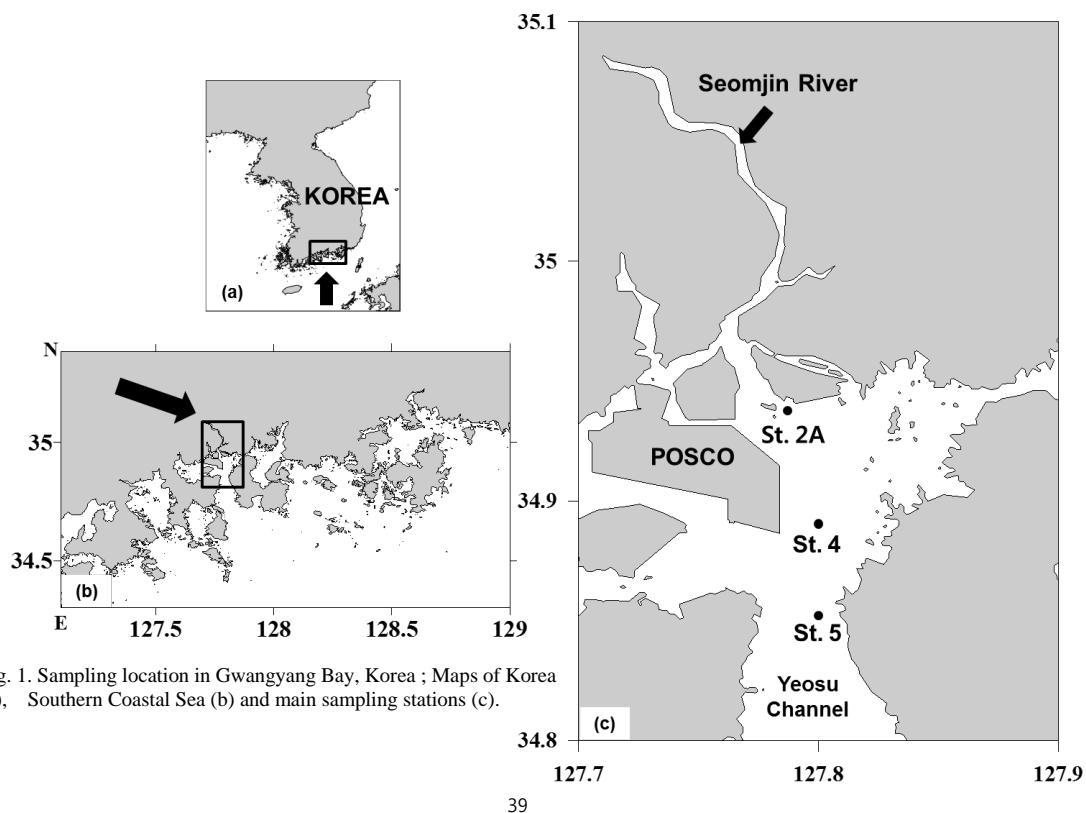 KOREA
(a)
N
35
34.5
(b)
E
127.5
128
128.5
129
g. 1. Sampling location in Gwangyang Bay, Korea ; Maps of Korea
), Southern Coastal Sea (b) and main sampling stations (c).
35.1
Seomjin River
35
St. 2A
POSCO
34.9
St. 4
St. 5
Yeosu
Channel
(c)
34.8
127.7
127.8
127.9
39